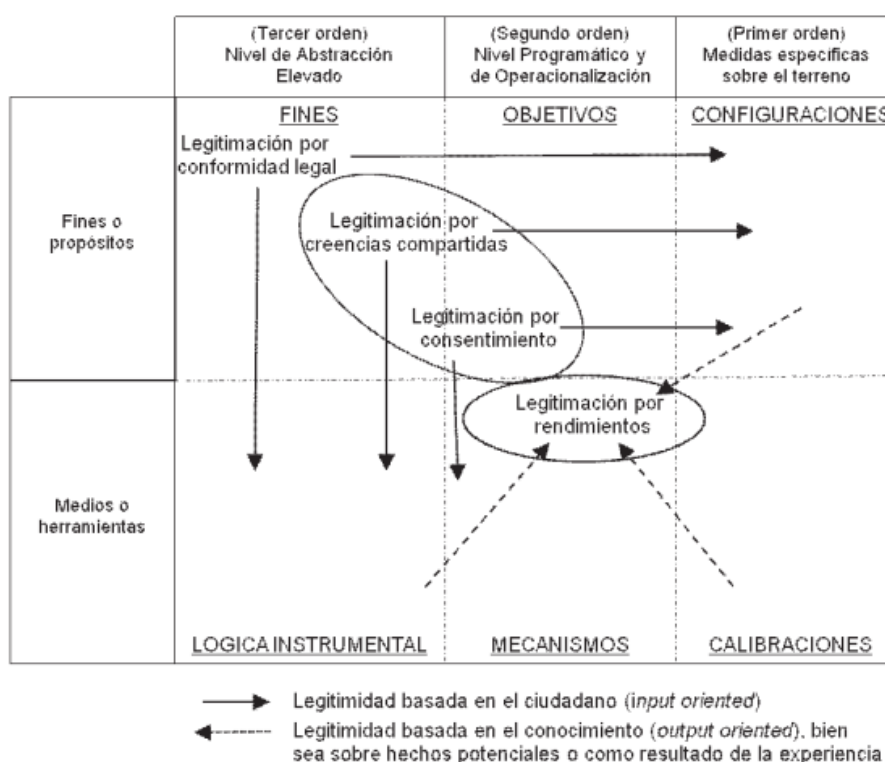 (Tercer orden)
Nivel de Abstracción
Elevado
(Segundo orden)
Nivel Programático y
de Operacionalización
(Primer orden)
Medidas específicas
sobre el terreno
Fines o
propósitos
FINES
OBJETIVOS
CONFIGURACIONES
Legitimación por
conformidad legal
Legitimación por
creencias compartidas
Legitimación por
consentimiento
Legitimación por
rendimientos
Medios o
herramientas
LOGICA INSTRUMENTAL
MECANISMOS
CALIBRACIONES
Legitimidad basada en el ciudadano (input oriented)
Legitimidad basada en el conocimiento (output oriented), bien
sea sobre hechos potenciales o como resultado de la experiencia